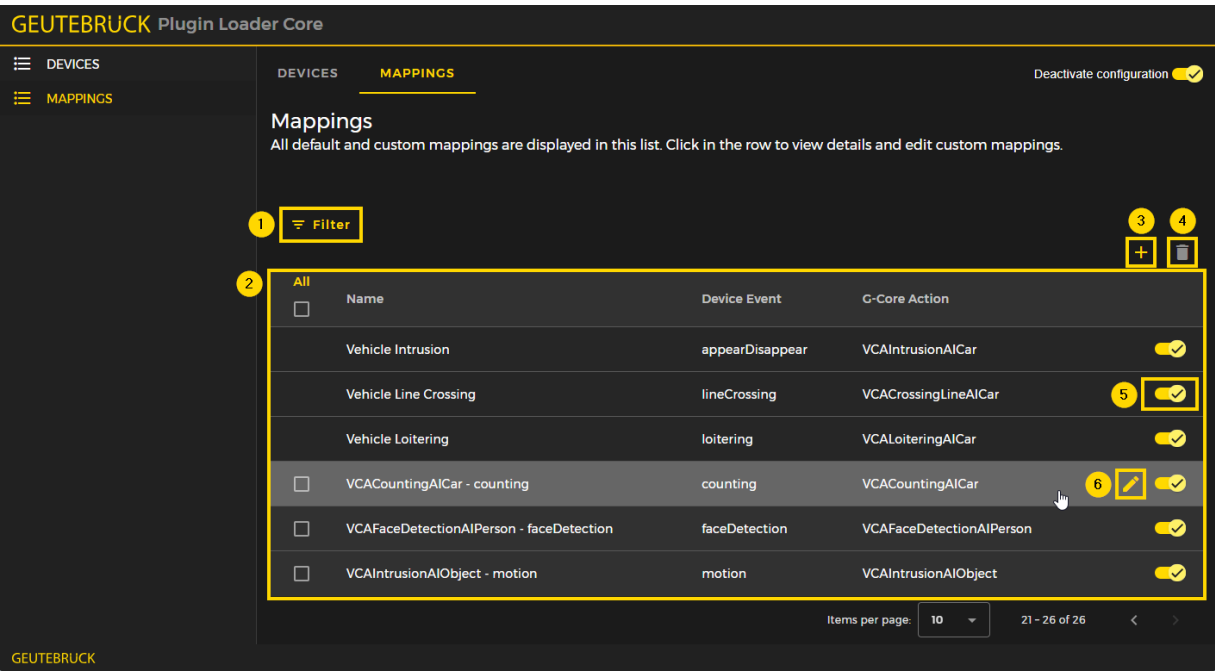 GEUTEBRÜCK Plugin Loader Core
DEVICES
MAPPINGS
DEVICES MAPPINGS Deactivate configuration
Mappings
All default and custom mappings are displayed in this list. Click in the row to view details and edit custom mappings.
1 Filter 3 4
2 All
Name Device Event G-Core Action
Vehicle Intrusion appearDisappear VCAIntrusionAICar
Vehicle Line Crossing lineCrossing VCACrossingLineAICar 5
Vehicle Loitering loitering VCALoiteringAICar
VCACountingAICar - counting counting VCACountingAICar 6
VCAFaceDetectionAIPerson - faceDetection faceDetection VCAFaceDetectionAIPerson
VCAIntrusionAIObject - motion motion VCAIntrusionAIObject
Items per page: 10 21 – 26 of 26
GEUTEBRÜCK